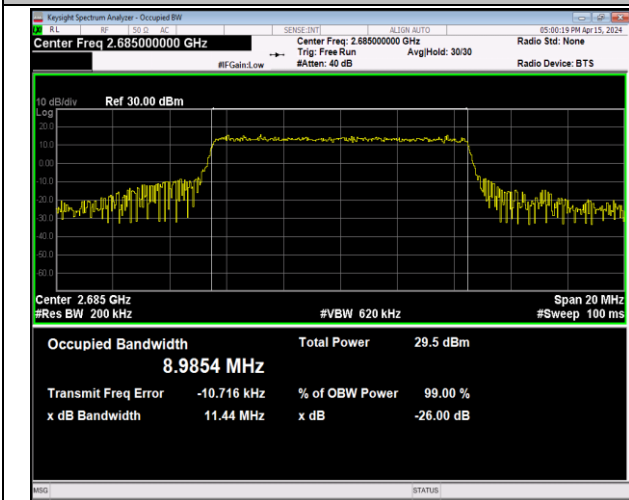 Keysight Spectrum Analyzer - Occupied BW
RL RF 50 Ω AC SENSE:INT ALIGN AUTO 05:00:19 PM Apr 15, 2024
Center Freq 2.685000000 GHz Center Freq: 2.685000000 GHz Radio Std: None
Trig: Free Run Avg|Hold: 30/30
#IFGain:Low #Atten: 40 dB Radio Device: BTS
10 dB/div Ref 30.00 dBm
Log
20.0
10.0
0.00
-10.0
-20.0
-30.0
-40.0
-50.0
-60.0
Center 2.685 GHz Span 20 MHz
#Res BW 200 kHz #VBW 620 kHz #Sweep 100 ms
Occupied Bandwidth Total Power 29.5 dBm
8.9854 MHz
Transmit Freq Error -10.716 kHz % of OBW Power 99.00 %
x dB Bandwidth 11.44 MHz x dB -26.00 dB
MSG STATUS